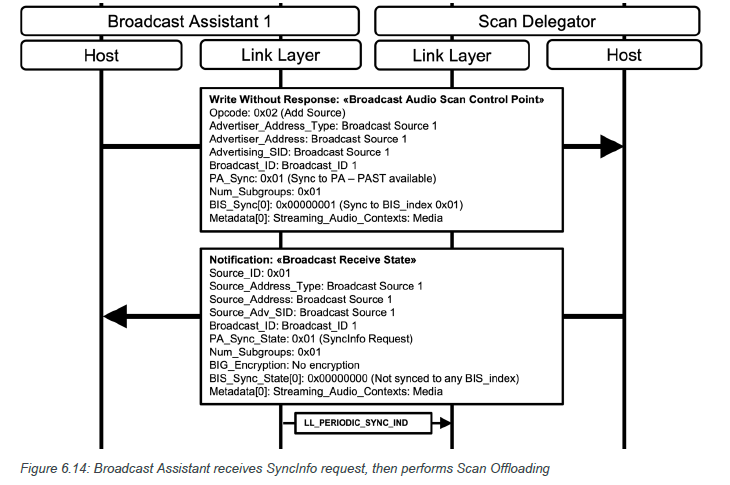 Broadcast Assistant 1
Scan Delegator
Host
Link Layer
Link Layer
Host
Write Without Response: «Broadcast Audio Scan Control Point»
Opcode: 0x02 (Add Source)
Advertiser_Address_Type: Broadcast Source 1
Advertiser_Address: Broadcast Source 1
Advertising_SID: Broadcast Source 1
Broadcast_ID: Broadcast_ID 1
PA_Sync: 0x01 (Sync to PA – PAST available)
Num_Subgroups: 0x01
BIS_Sync[0]: 0x00000001 (Sync to BIS_index 0x01)
Metadata[0]: Streaming_Audio_Contexts: Media
Notification: «Broadcast Receive State»
Source_ID: 0x01
Source_Address_Type: Broadcast Source 1
Source_Address: Broadcast Source 1
Source_Adv_SID: Broadcast Source 1
Broadcast_ID: Broadcast_ID 1
PA_Sync_State: 0x01 (SyncInfo Request)
Num_Subgroups: 0x01
BIG_Encryption: No encryption
BIS_Sync_State[0]: 0x00000000 (Not synced to any BIS_index)
Metadata[0]: Streaming_Audio_Contexts: Media
LL_PERIODIC_SYNC_IND
Figure 6.14: Broadcast Assistant receives SyncInfo request, then performs Scan Offloading